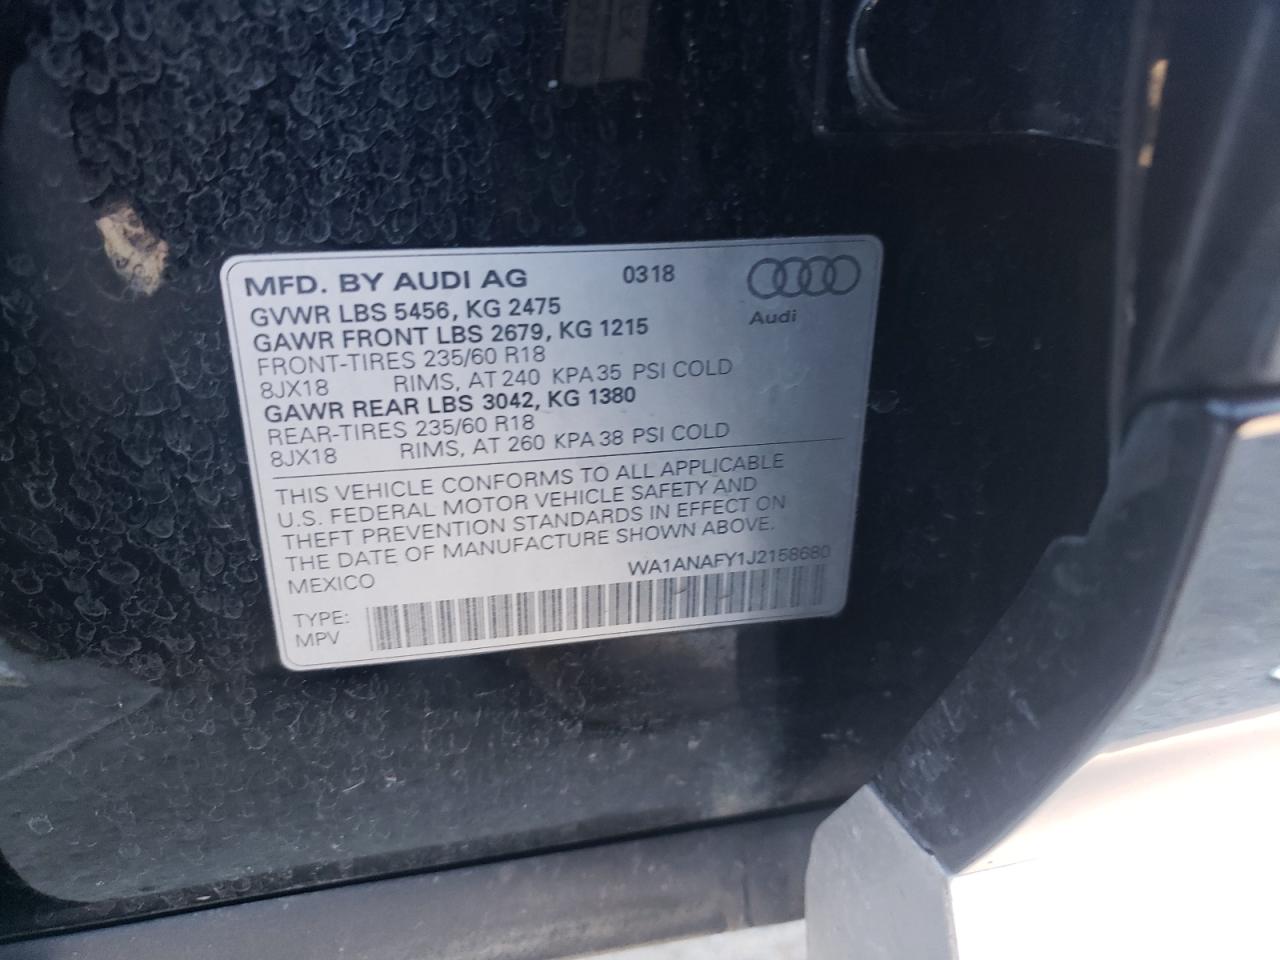 MFD. BY AUDI AG 0318
GVWR LBS 5456, KG 2475
Audi
GAWR FRONT LBS 2679, KG 1215
FRONT-TIRES 235/60 R18
8JX18 RIMS, AT 240 KPA 35 PSI COLD
GAWR REAR LBS 3042, KG 1380
REAR-TIRES 235/60 R18
8JX18 RIMS, AT 260 KPA 38 PSI COLD
THIS VEHICLE CONFORMS TO ALL APPLICABLE
U.S. FEDERAL MOTOR VEHICLE SAFETY AND
THEFT PREVENTION STANDARDS IN EFFECT ON
THE DATE OF MANUFACTURE SHOWN ABOVE.
MEXICO WA1ANAFY1J2158680
TYPE:
MPV